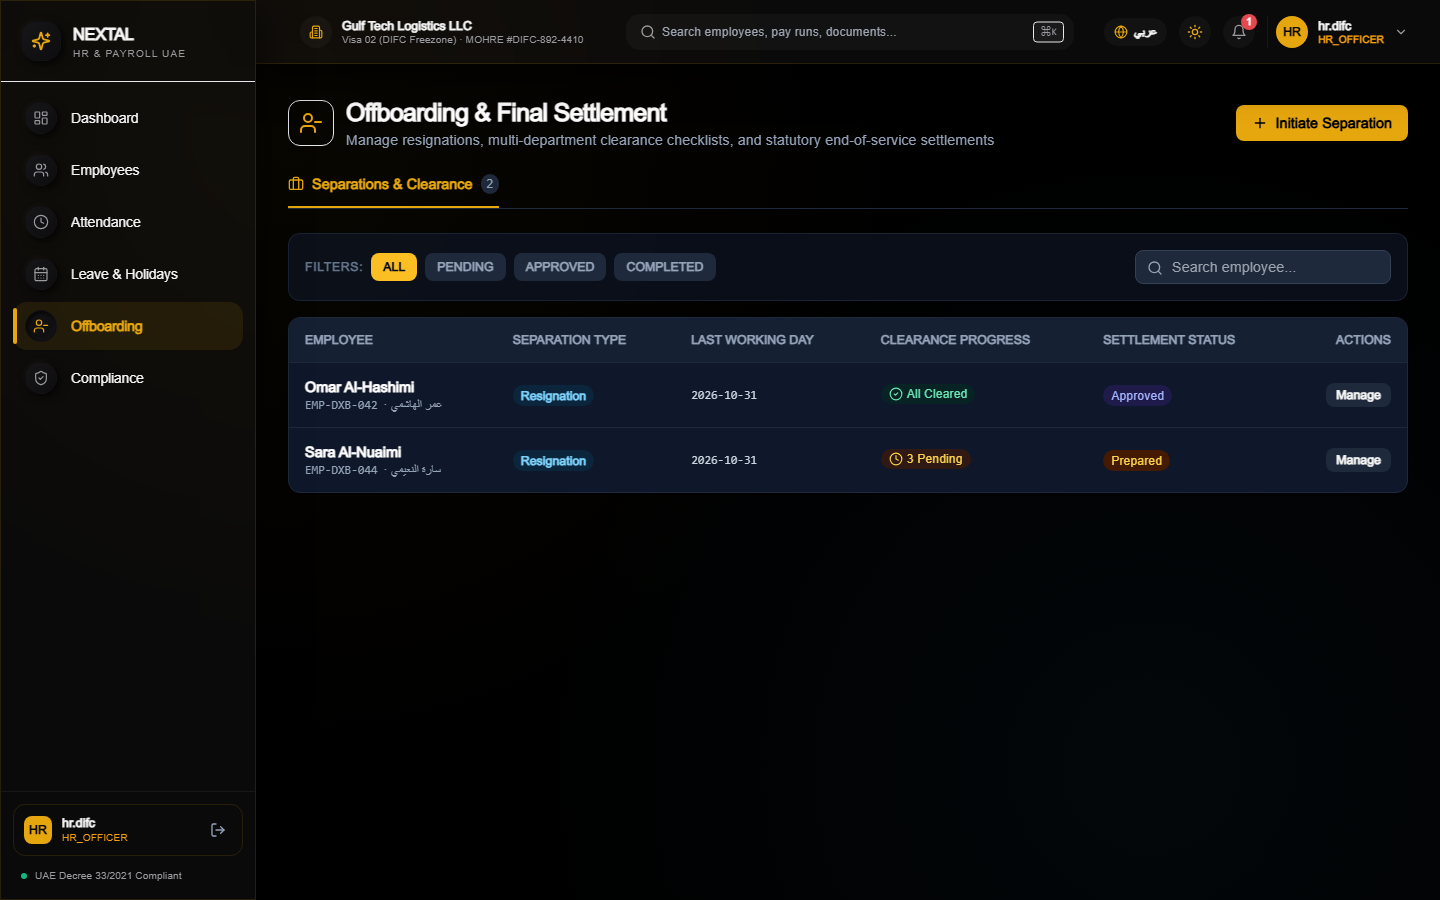 NEXTAL
HR & PAYROLL UAE
Gulf Tech Logistics LLC
Visa 02 (DIFC Freezone) · MOHRE #DIFC-892-4410
Search employees, pay runs, documents...
⌘K
عربي
1
HR
hr.difc
HR_OFFICER
Dashboard
Employees
Attendance
Leave & Holidays
Offboarding
Compliance
Offboarding & Final Settlement
Manage resignations, multi-department clearance checklists, and statutory end-of-service settlements
Initiate Separation
Separations & Clearance 2
FILTERS: ALL PENDING APPROVED COMPLETED
Search employee...
EMPLOYEE SEPARATION TYPE LAST WORKING DAY CLEARANCE PROGRESS SETTLEMENT STATUS ACTIONS
Omar Al-Hashimi
EMP-DXB-042 · عمر الهاشمي
Resignation 2026-10-31 All Cleared Approved Manage
Sara Al-Nuaimi
EMP-DXB-044 · سارة النعيمي
Resignation 2026-10-31 3 Pending Prepared Manage
HR
hr.difc
HR_OFFICER
UAE Decree 33/2021 Compliant